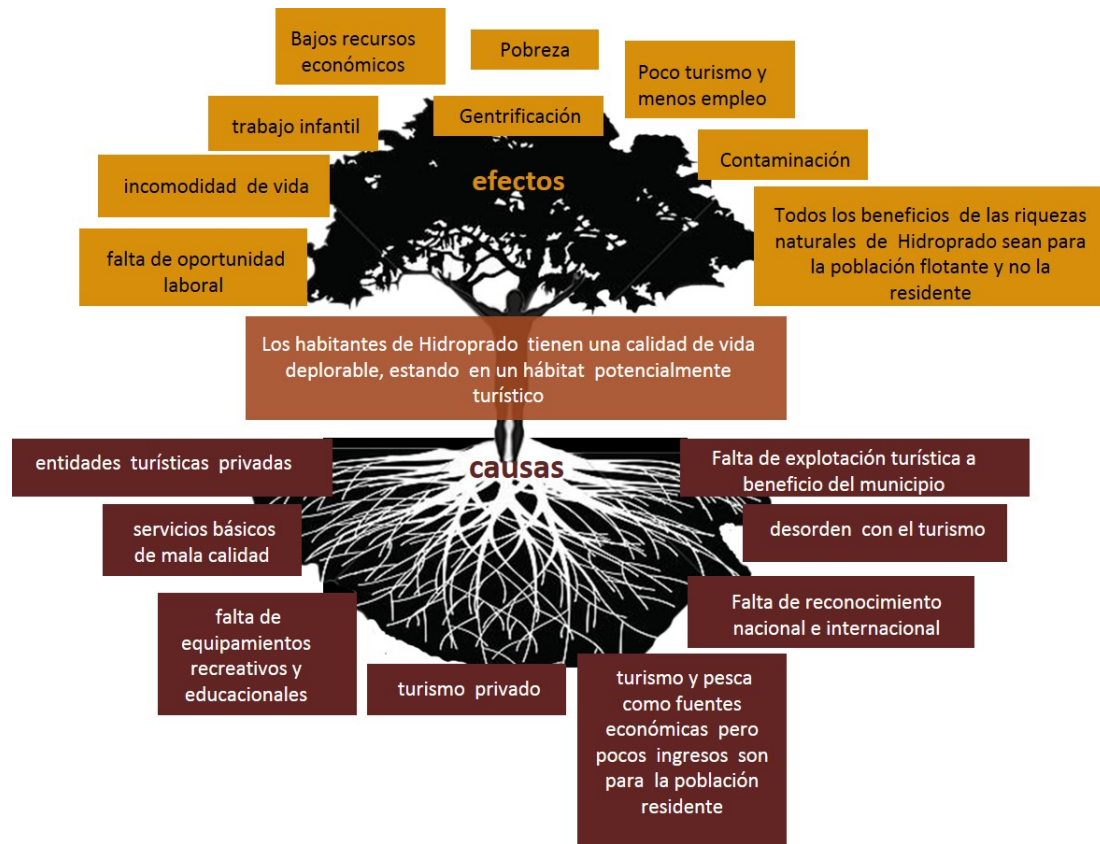 Bajos recursos
económicos
Pobreza
Poco turismo y
menos empleo
trabajo infantil
Gentrificación
Contaminación
incomodidad de vida
efectos
Todos los beneficios de las riquezas
naturales de Hidroprado sean para
la población flotante y no la
residente
falta de oportunidad
laboral
Los habitantes de Hidroprado tienen una calidad de vida
deplorable, estando en un hábitat potencialmente
turístico
causas
entidades turísticas privadas
Falta de explotación turística a
beneficio del municipio
servicios básicos
de mala calidad
desorden con el turismo
falta de
equipamientos
recreativos y
educacionales
Falta de reconocimiento
nacional e internacional
turismo privado
turismo y pesca
como fuentes
económicas pero
pocos ingresos son
para la población
residente